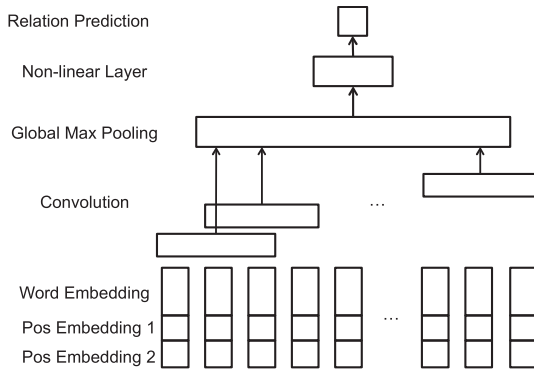 Relation Prediction
Non-linear Layer
Global Max Pooling
Convolution
...
Word Embedding
...
Pos Embedding 1
Pos Embedding 2